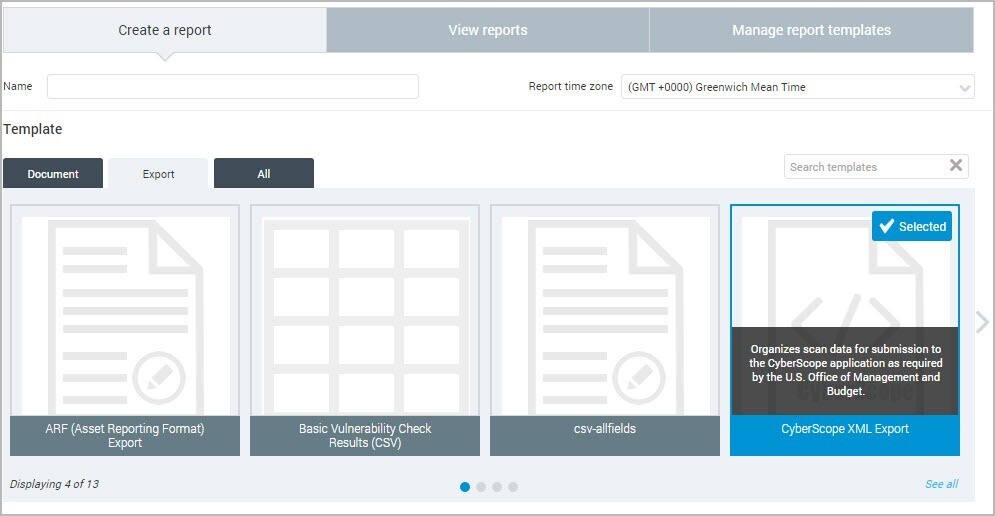 Create a report
View reports
Manage report templates
Name
Report time zone
(GMT +0000) Greenwich Mean Time
Template
Document
Export
All
Search templates
Selected
Organizes scan data for submission to
the CyberScope application as required
by the U.S. Office of Management and
Budget.
ARF (Asset Reporting Format)
Export
Basic Vulnerability Check
Results (CSV)
csv-allfields
CyberScope XML Export
Displaying 4 of 13
See all